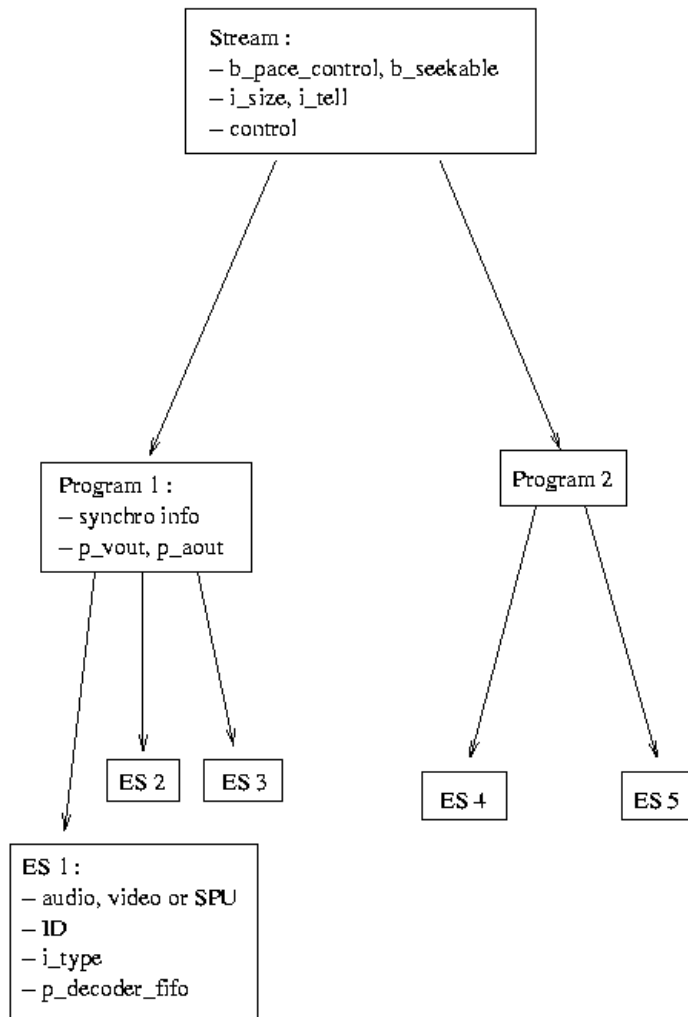 Stream :
– b_pace_control, b_seekable
– i_size, i_tell
– control
Program 1 :
– synchro info
– p_vout, p_aout
Program 2
ES 2
ES 3
ES 4
ES 5
ES 1 :
– audio, video or SPU
– ID
– i_type
– p_decoder_fifo